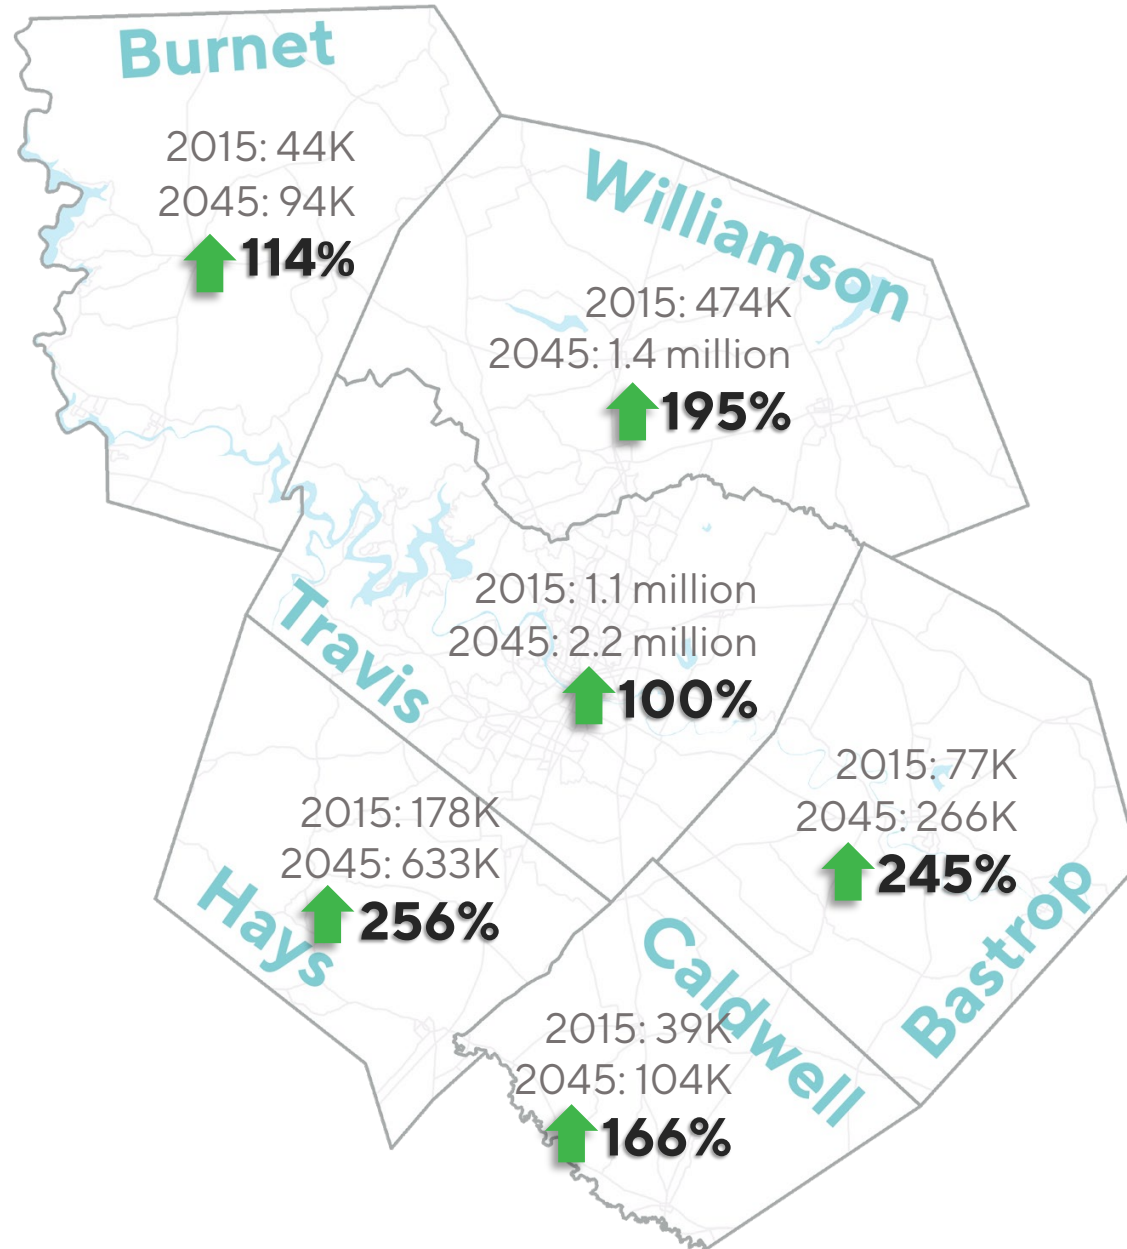 Burnet
2015: 44K
2045: 94K
114%
Williamson
2015: 474K
2045: 1.4 million
195%
Travis
2015: 1.1 million
2045: 2.2 million
100%
Bastrop
2015: 77K
2045: 266K
245%
Hays
2015: 178K
2045: 633K
256%
Caldwell
2015: 39K
2045: 104K
166%